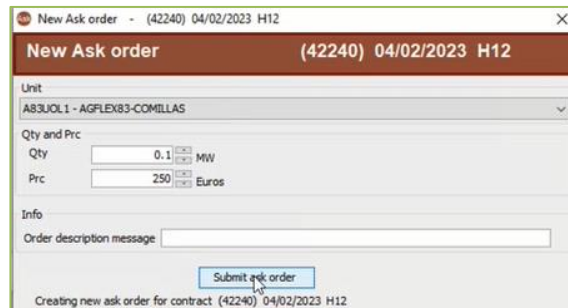 New Ask order - (42240) 04/02/2023 H12
New Ask order (42240) 04/02/2023 H12
Unit
A83UOL1 - AGFLEX83-COMILLAS
Qty and Prc
Qty 0.1 MW
Prc 250 Euros
Info
Order description message
Submit ask order
Creating new ask order for contract (42240) 04/02/2023 H12